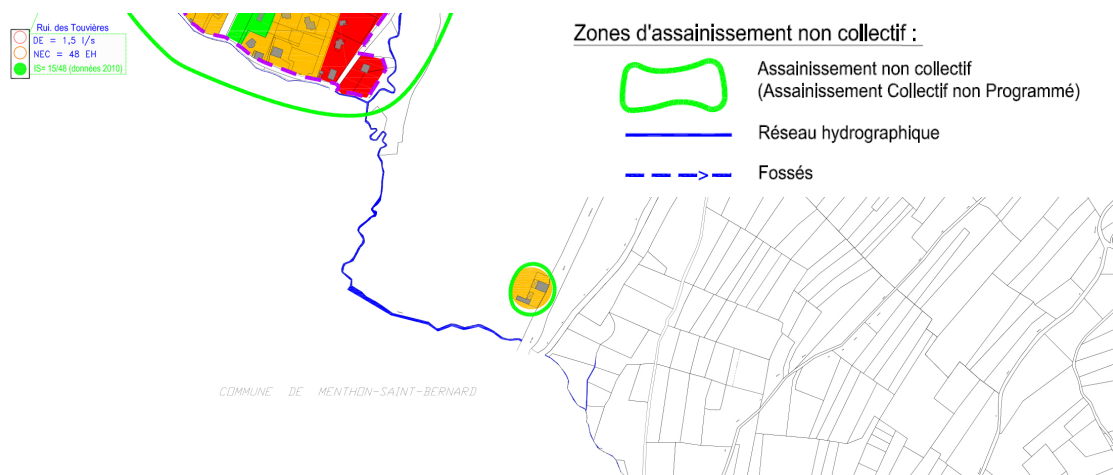 Rui. des Touvières
DE = 1,5 l/s
NEC = 48 EH
IS= 15/48 (données 2010)
Zones d'assainissement non collectif :
Assainissement non collectif
(Assainissement Collectif non Programmé)
Réseau hydrographique
Fossés
COMMUNE DE MENTHON-SAINT-BERNARD